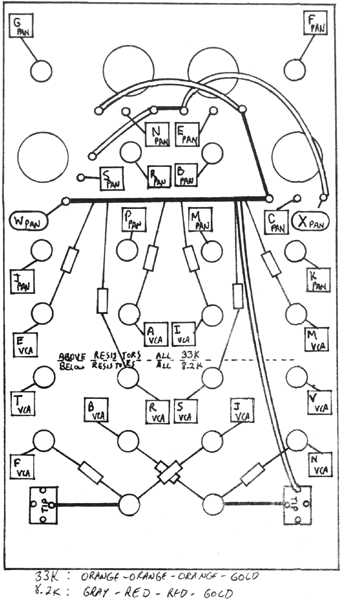 G PAN
F PAN
N PAN
E PAN
S PAN
R PAN
B PAN
W PAN
C PAN
X PAN
P PAN
M PAN
J PAN
K PAN
A VCA
I VCA
E VCA
M VCA
ABOVE RESISTORS - ALL 33K
BELOW RESISTORS - ALL 8.2K
T VCA
V VCA
B VCA
R VCA
S VCA
J VCA
F VCA
N VCA
TIP
TIP
33K : ORANGE-ORANGE-ORANGE-GOLD
8.2K : GRAY-RED-RED-GOLD